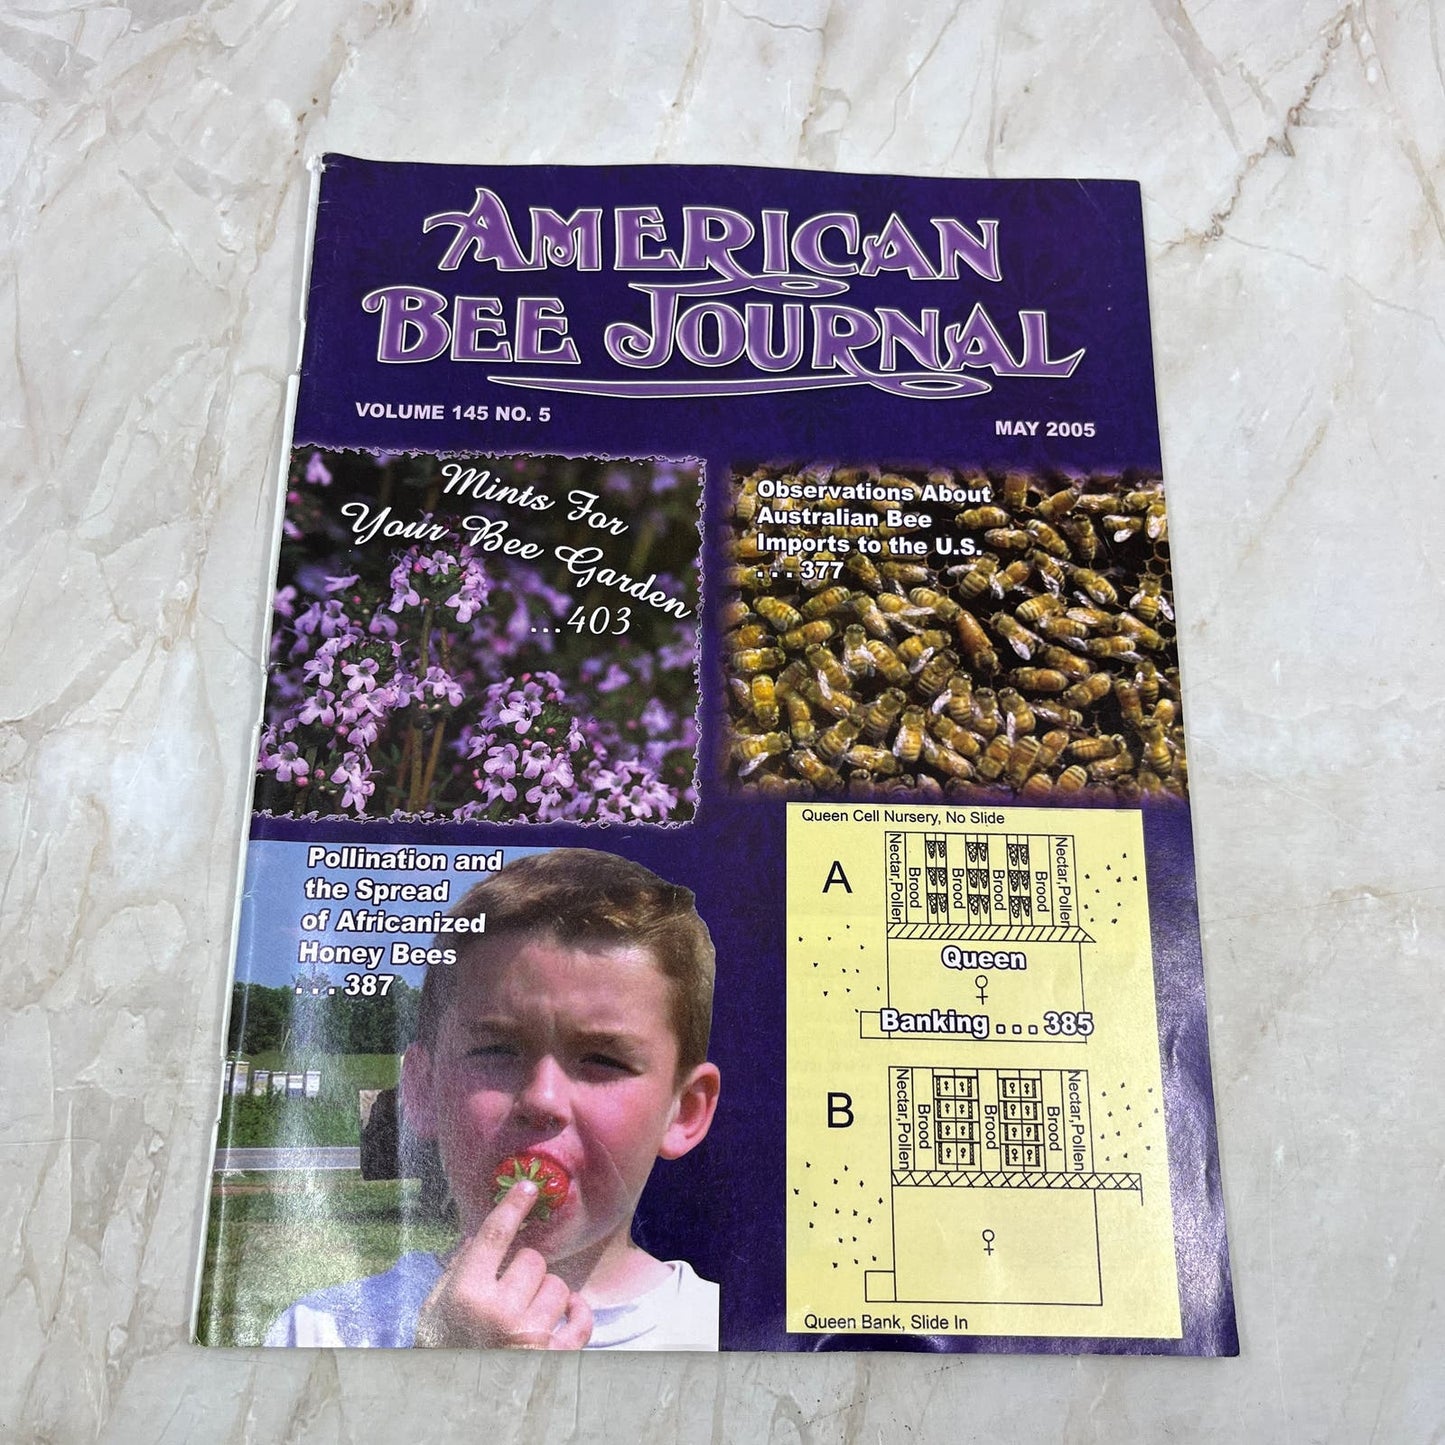 AMERICAN
BEE JOURNAL
VOLUME 145 NO. 5
MAY 2005
Mints For
Your Bee Garden
...403
Observations About
Australian Bee
Imports to the U.S.
. . . 377
Pollination and
the Spread
of Africanized
Honey Bees
. . . 387
Queen Cell Nursery, No Slide
A
Nectar,Pollen
Brood
Brood
Brood
Brood
Nectar,Pollen
Queen
Banking . . . 385
B
Nectar,Pollen
Brood
Brood
Brood
Nectar,Pollen
Queen Bank, Slide In